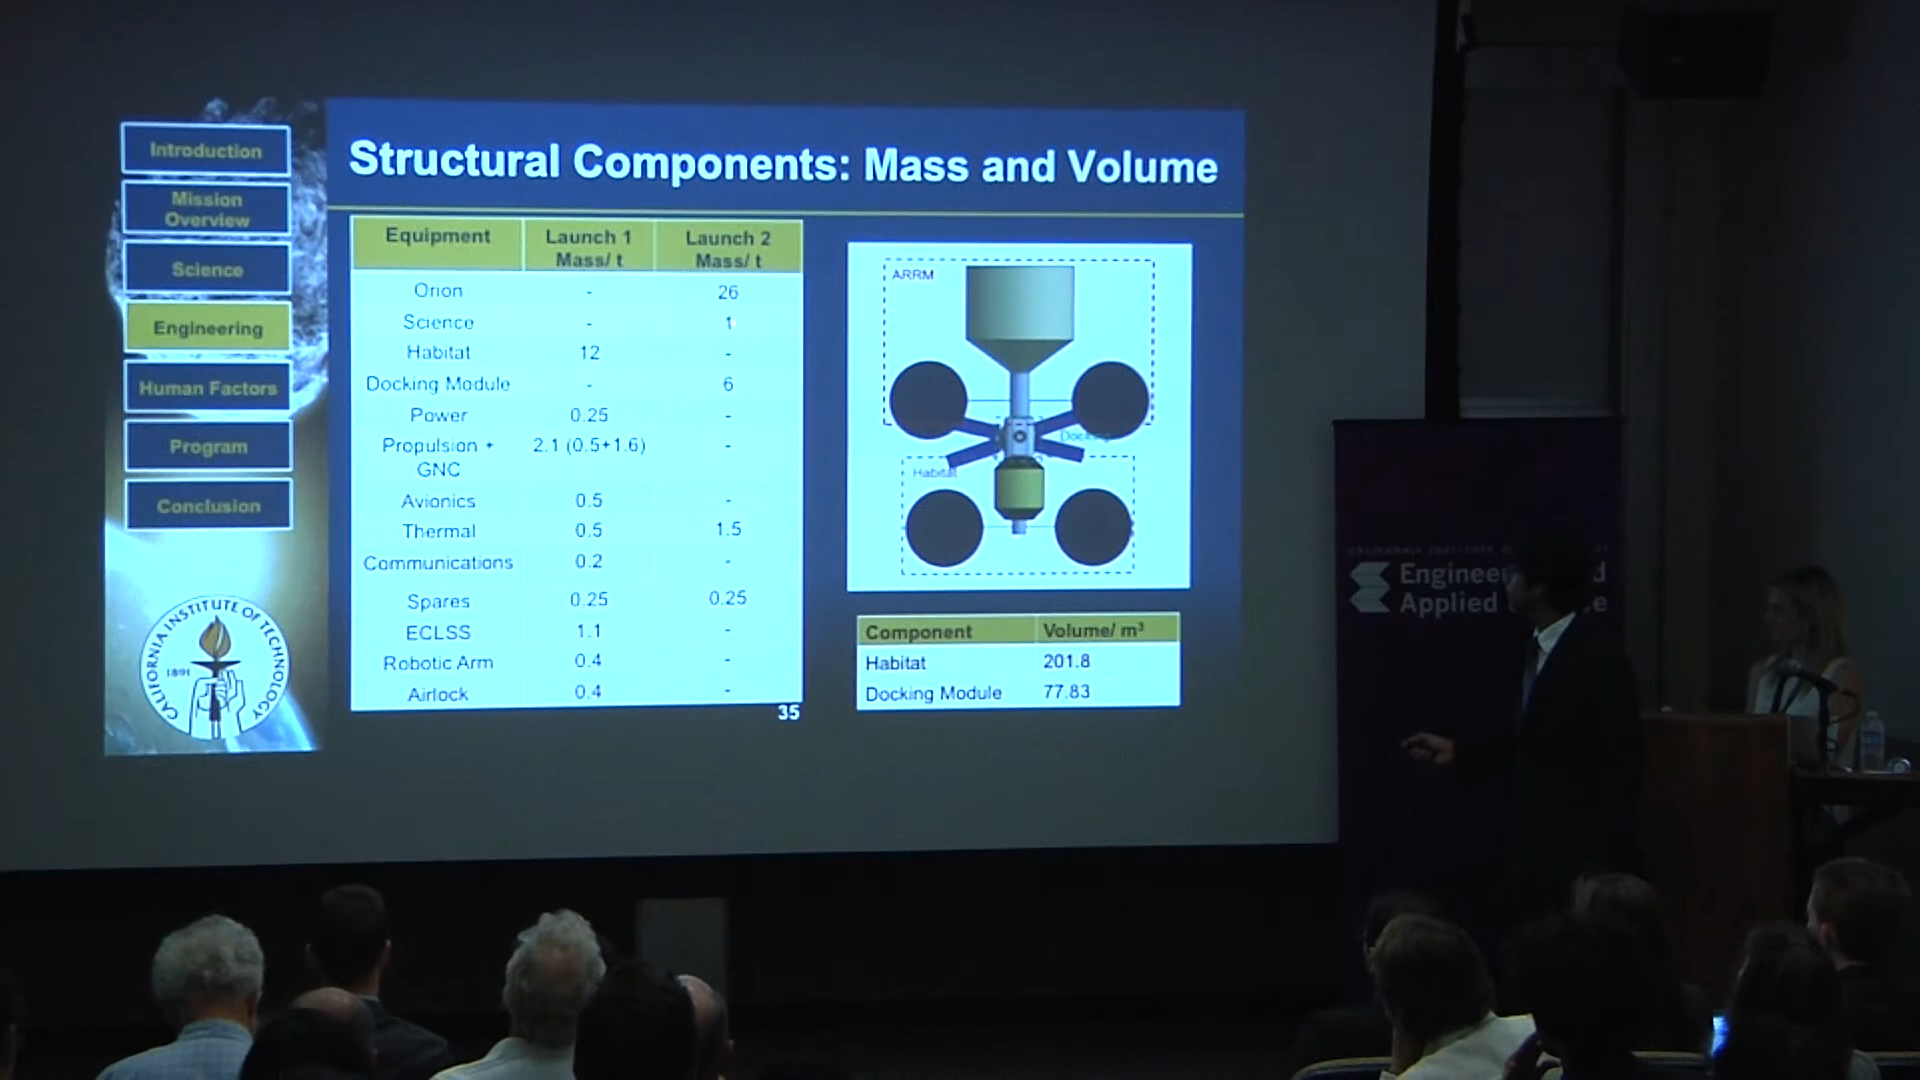 Introduction
Mission
Overview
Science
Engineering
Human Factors
Program
Conclusion
CALIFORNIA INSTITUTE OF TECHNOLOGY
1891
Structural Components: Mass and Volume
Equipment Launch 1 Mass/ t Launch 2 Mass/ t
Orion - 26
Science - 1
Habitat 12 -
Docking Module - 6
Power 0.25 -
Propulsion + GNC 2.1 (0.5+1.6) -
Avionics 0.5 -
Thermal 0.5 1.5
Communications 0.2 -
Spares 0.25 0.25
ECLSS 1.1 -
Robotic Arm 0.4 -
Airlock 0.4 -
35
ARRM
Docking
Habitat
Component Volume/ m³
Habitat 201.8
Docking Module 77.83
CALIFORNIA INSTITUTE
Engineer d
Applied e